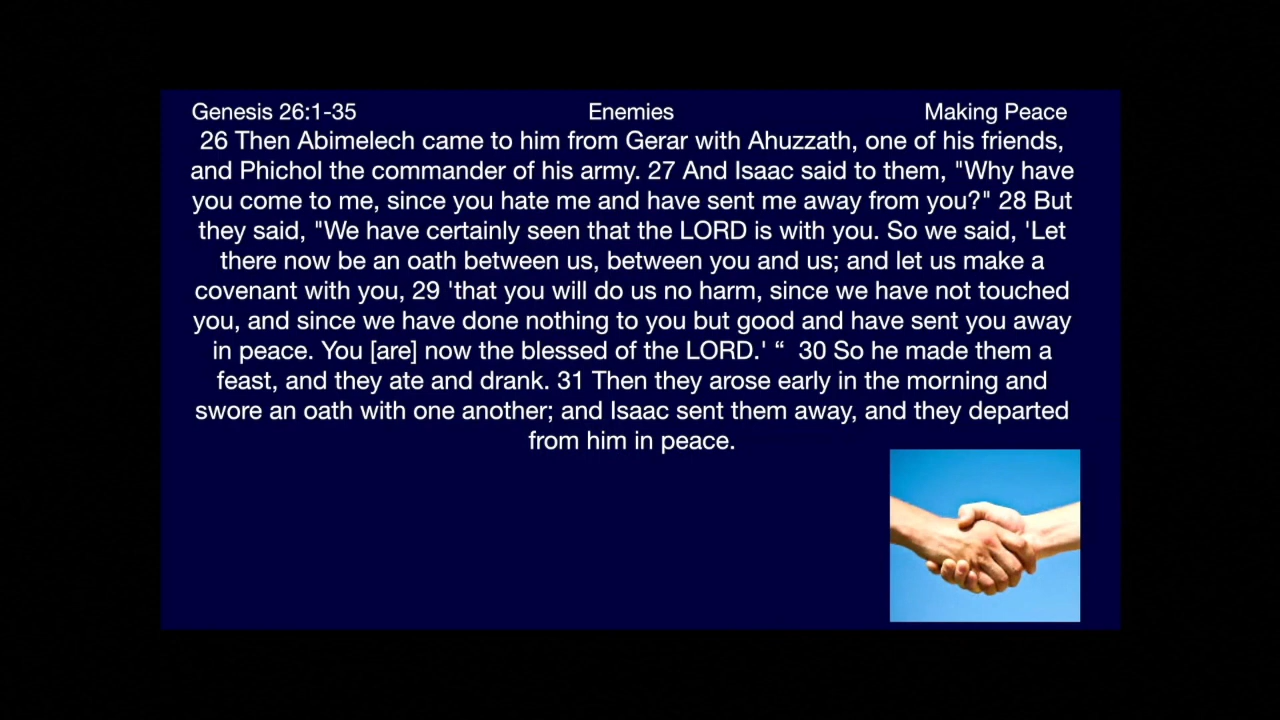 Genesis 26:1-35 Enemies Making Peace
26 Then Abimelech came to him from Gerar with Ahuzzath, one of his friends,
and Phichol the commander of his army. 27 And Isaac said to them, "Why have
you come to me, since you hate me and have sent me away from you?" 28 But
they said, "We have certainly seen that the LORD is with you. So we said, 'Let
there now be an oath between us, between you and us; and let us make a
covenant with you, 29 'that you will do us no harm, since we have not touched
you, and since we have done nothing to you but good and have sent you away
in peace. You [are] now the blessed of the LORD.' “ 30 So he made them a
feast, and they ate and drank. 31 Then they arose early in the morning and
swore an oath with one another; and Isaac sent them away, and they departed
from him in peace.